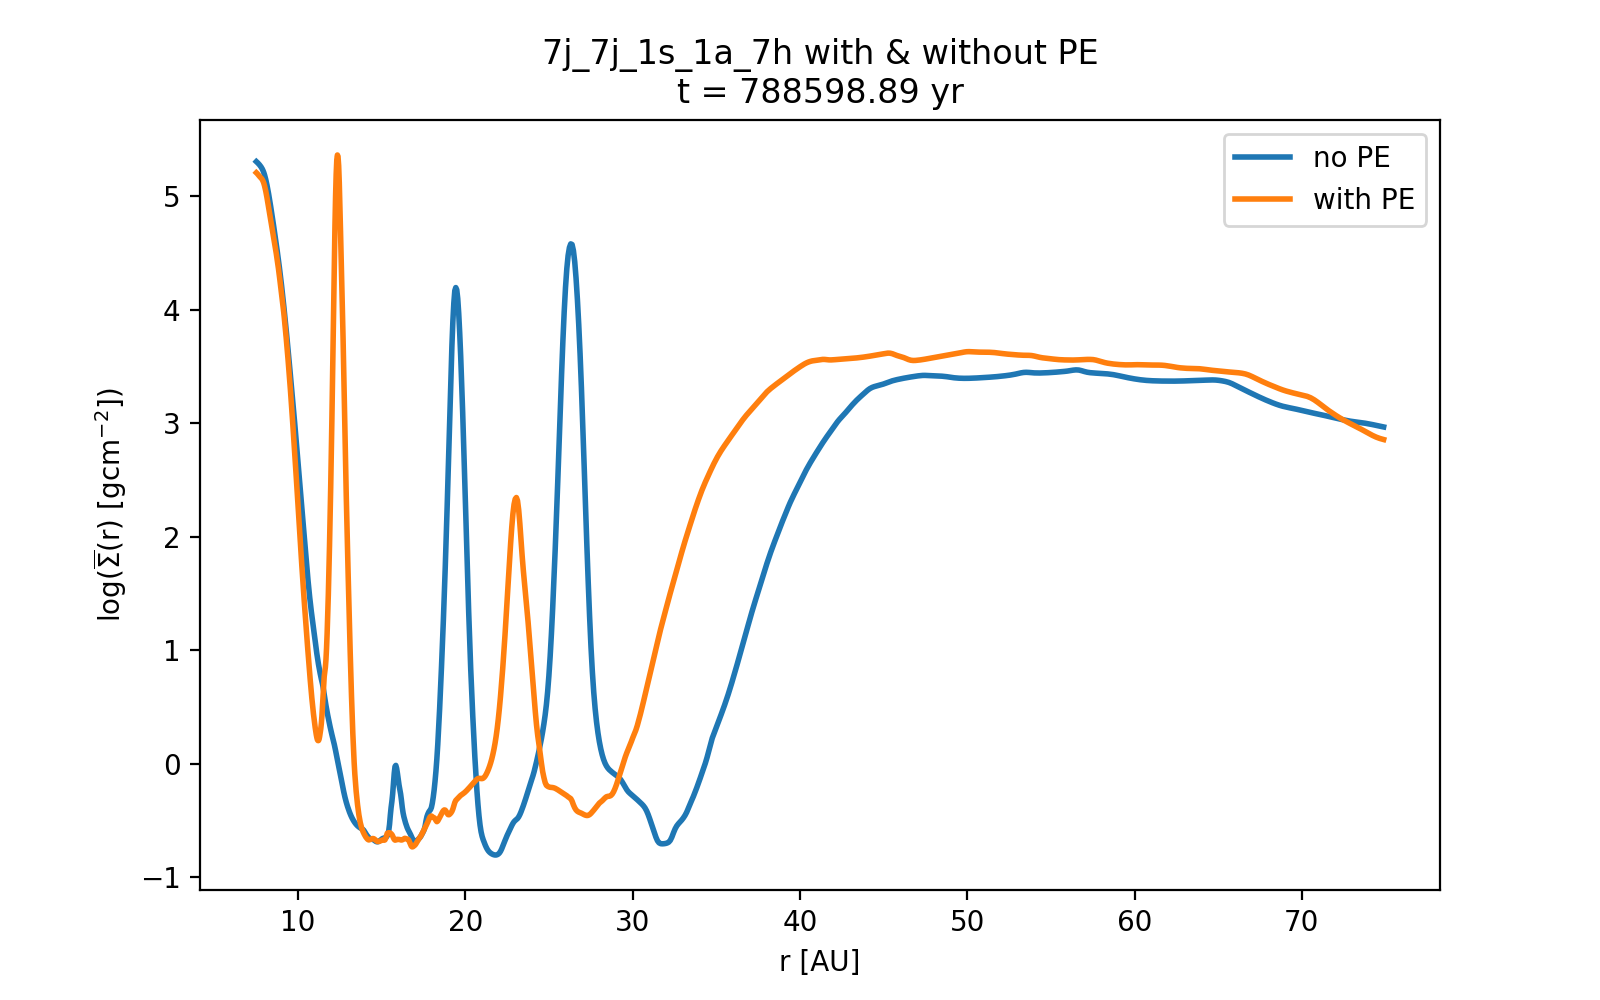 7j_7j_1s_1a_7h with & without PE
t = 788598.89 yr
no PE
with PE
log(Σ̅(r) [gcm⁻²])
5
4
3
2
1
0
−1
10 20 30 40 50 60 70
r [AU]